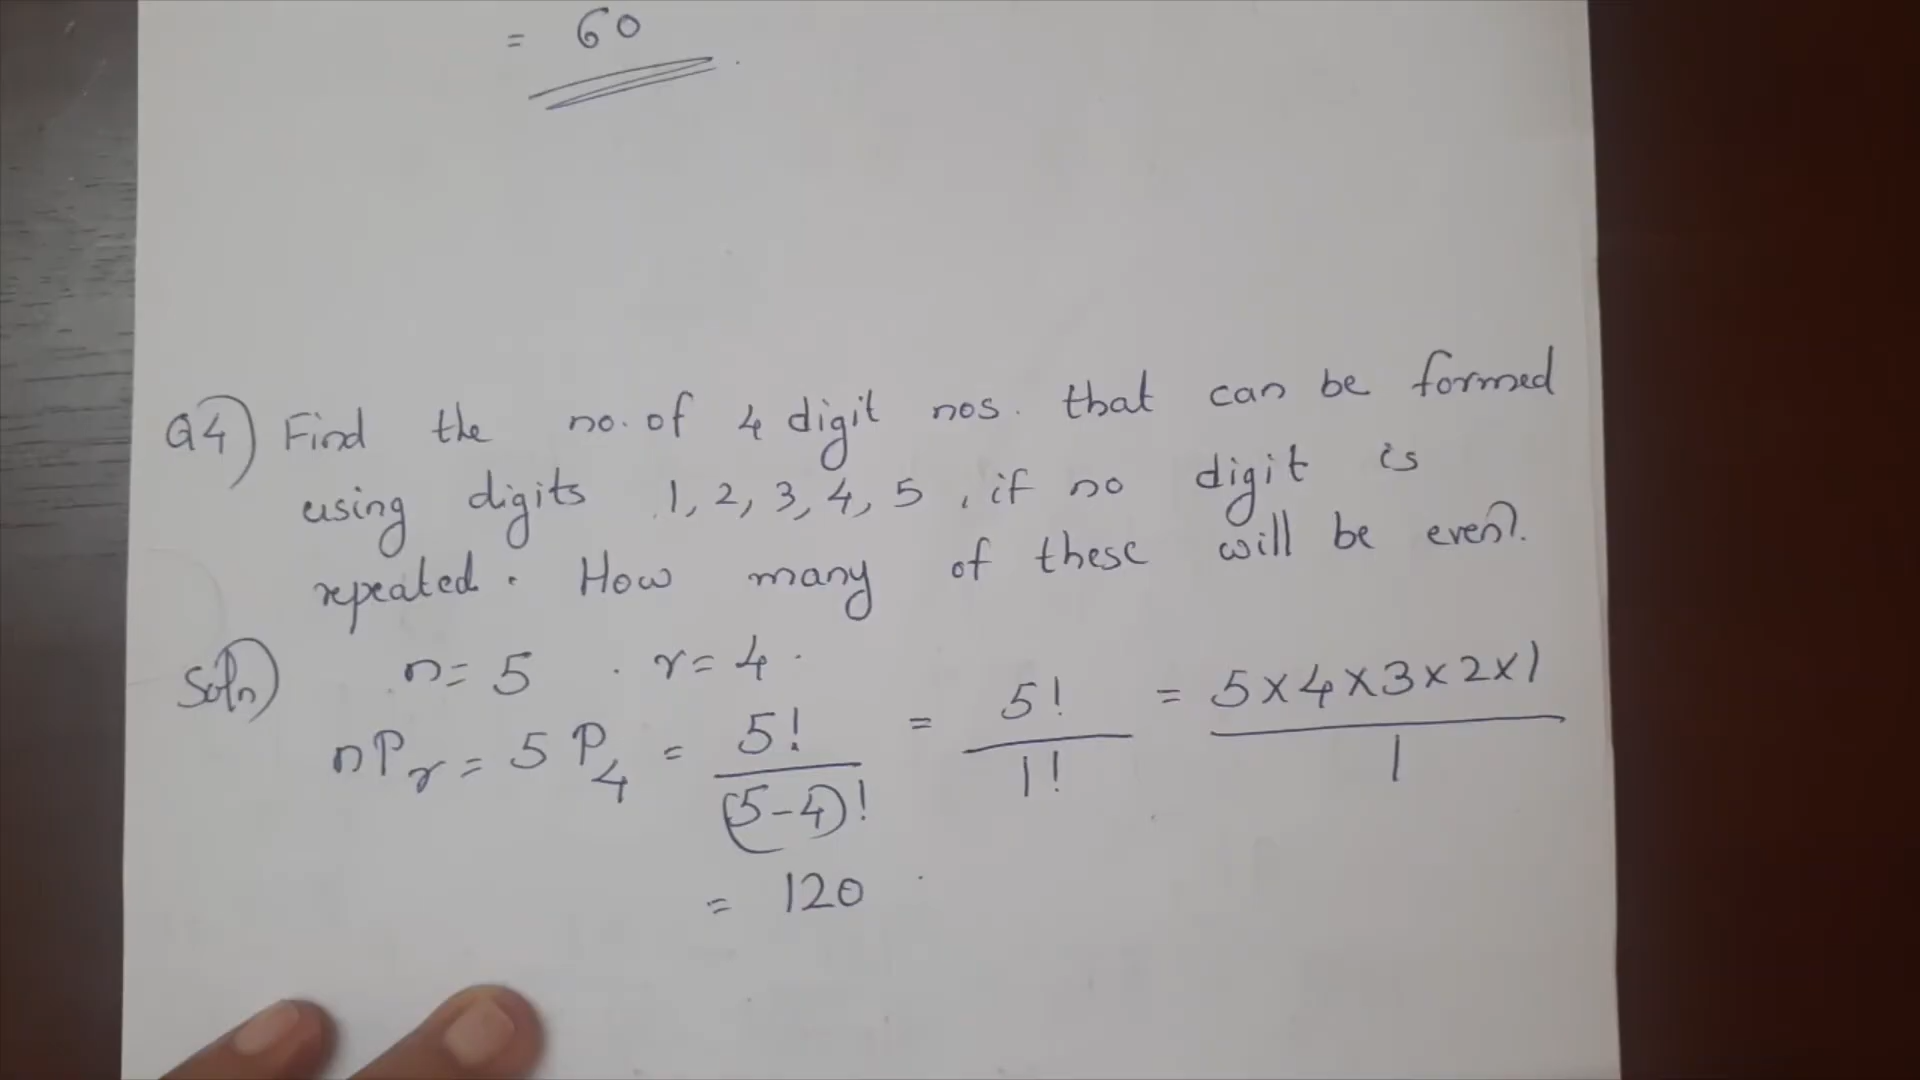 = 60
Q4) Find the no. of 4 digit nos. that can be formed
using digits 1, 2, 3, 4, 5, if no digit is
repeated. How many of these will be even?
Soln) n = 5 . r = 4 .
nPr = 5P4 = 5!/(5-4)! = 5!/1! = 5×4×3×2×1/1
= 120